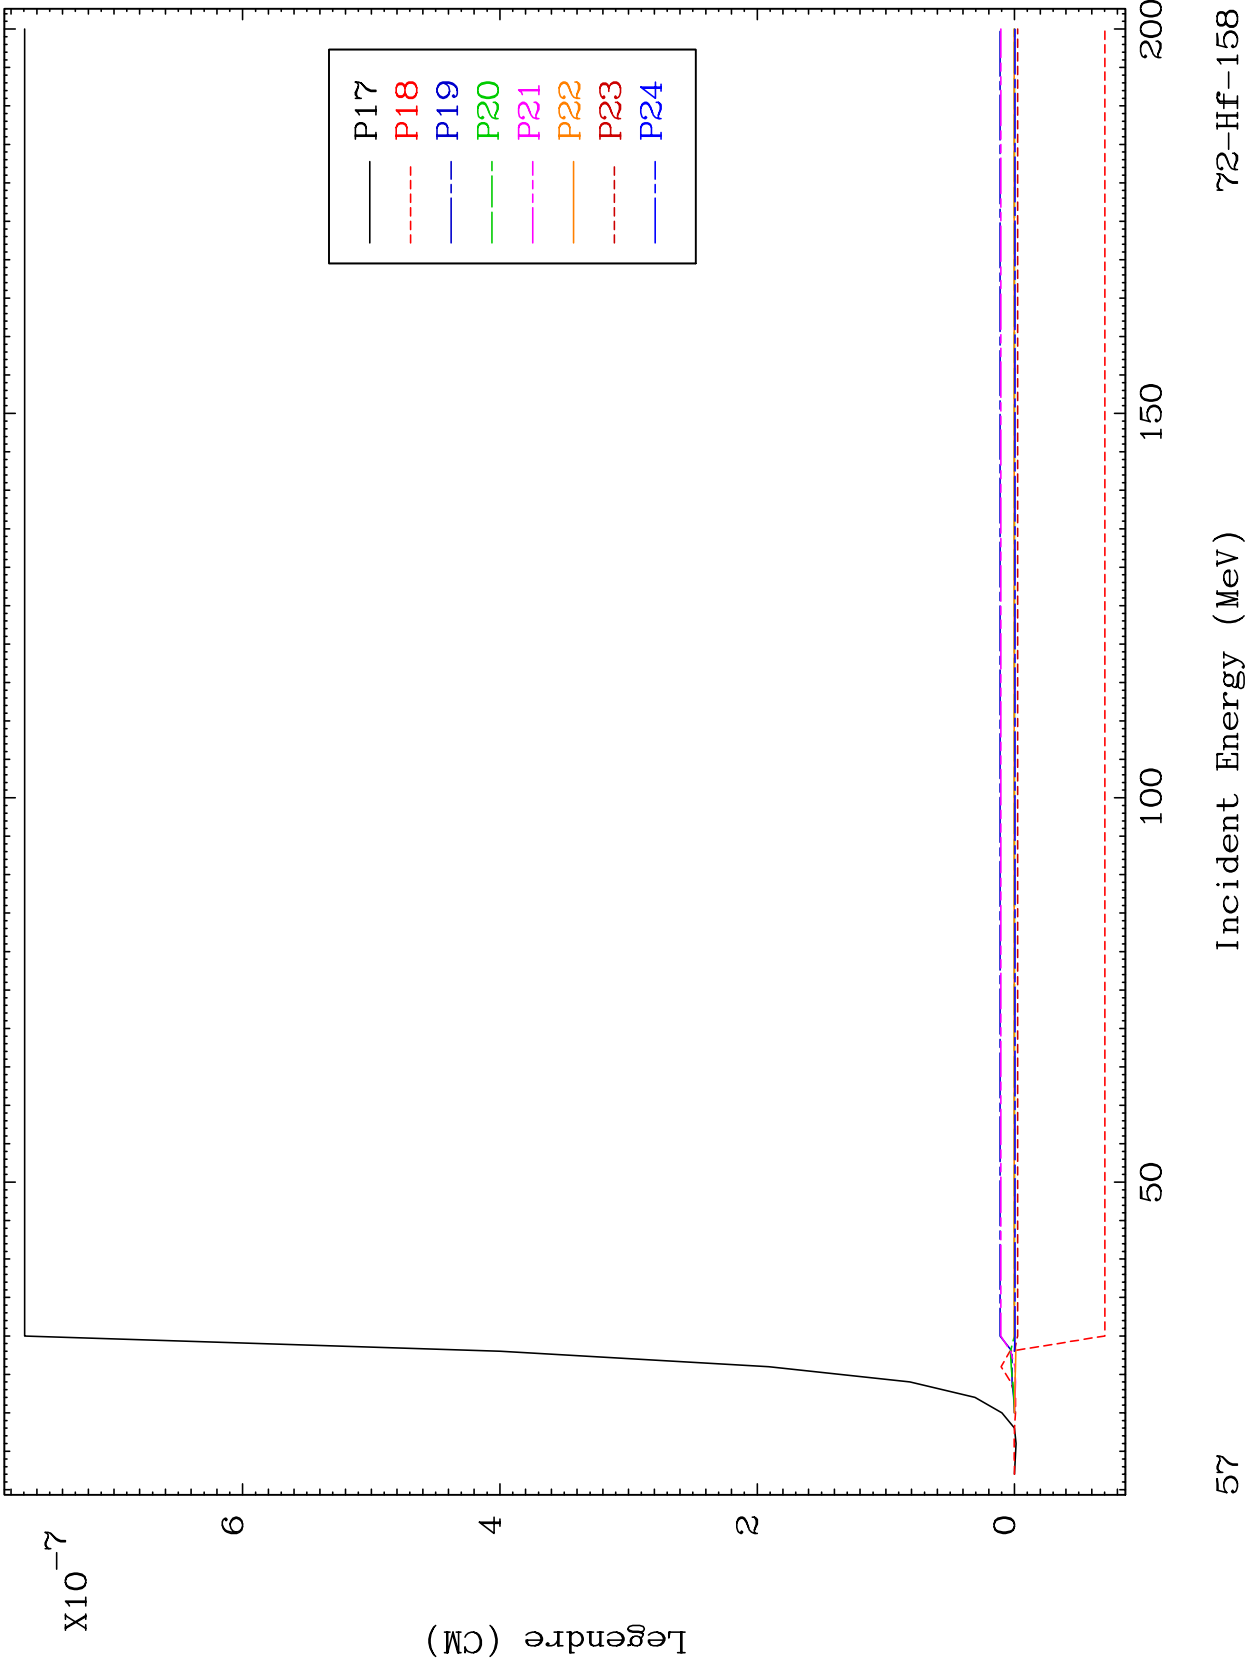 X10⁻⁷
6
4
2
0
Legendre (CM)
P17
P18
P19
P20
P21
P22
P23
P24
50
100
150
200
Incident Energy (MeV)
57
72-Hf-158